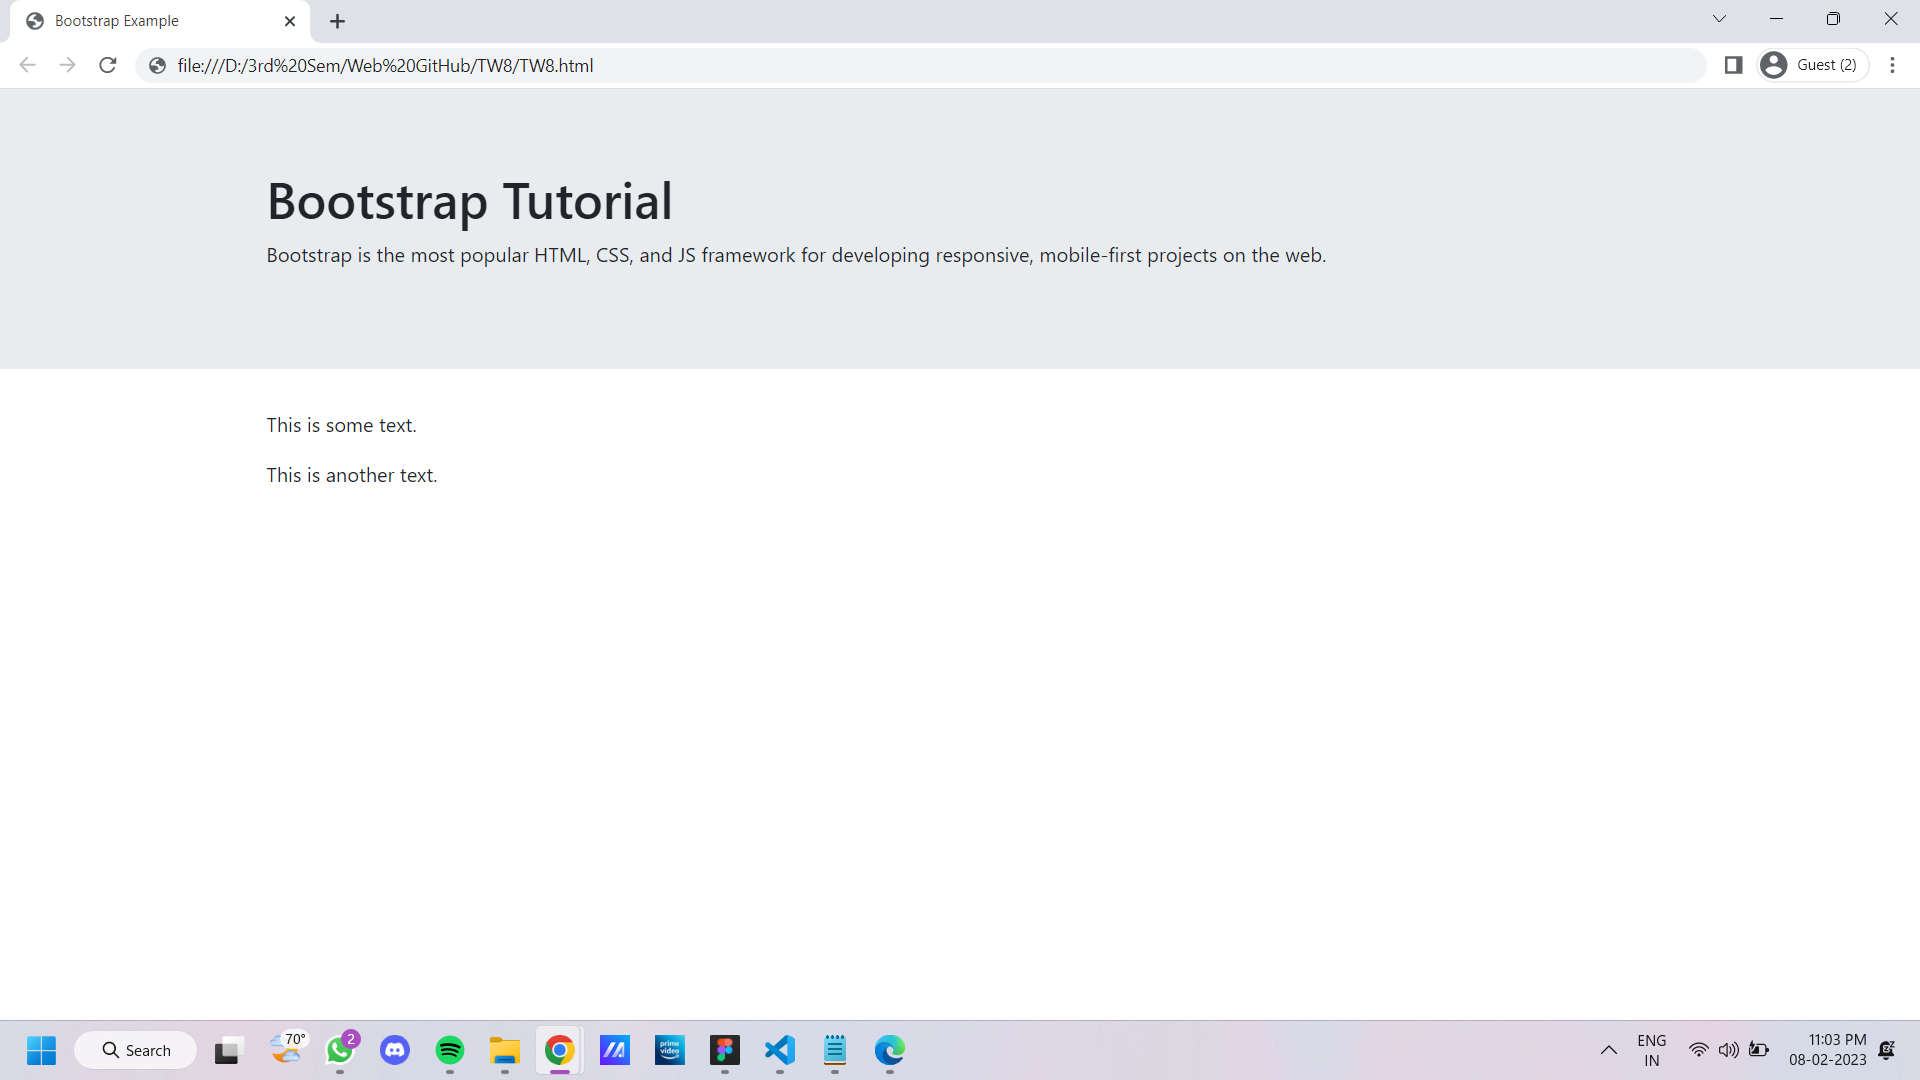 Bootstrap Example
file:///D:/3rd%20Sem/Web%20GitHub/TW8/TW8.html
Guest (2)
Bootstrap Tutorial
Bootstrap is the most popular HTML, CSS, and JS framework for developing responsive, mobile-first projects on the web.
This is some text.
This is another text.
Search
70°
2
prime
video
ENG
IN
11:03 PM
08-02-2023